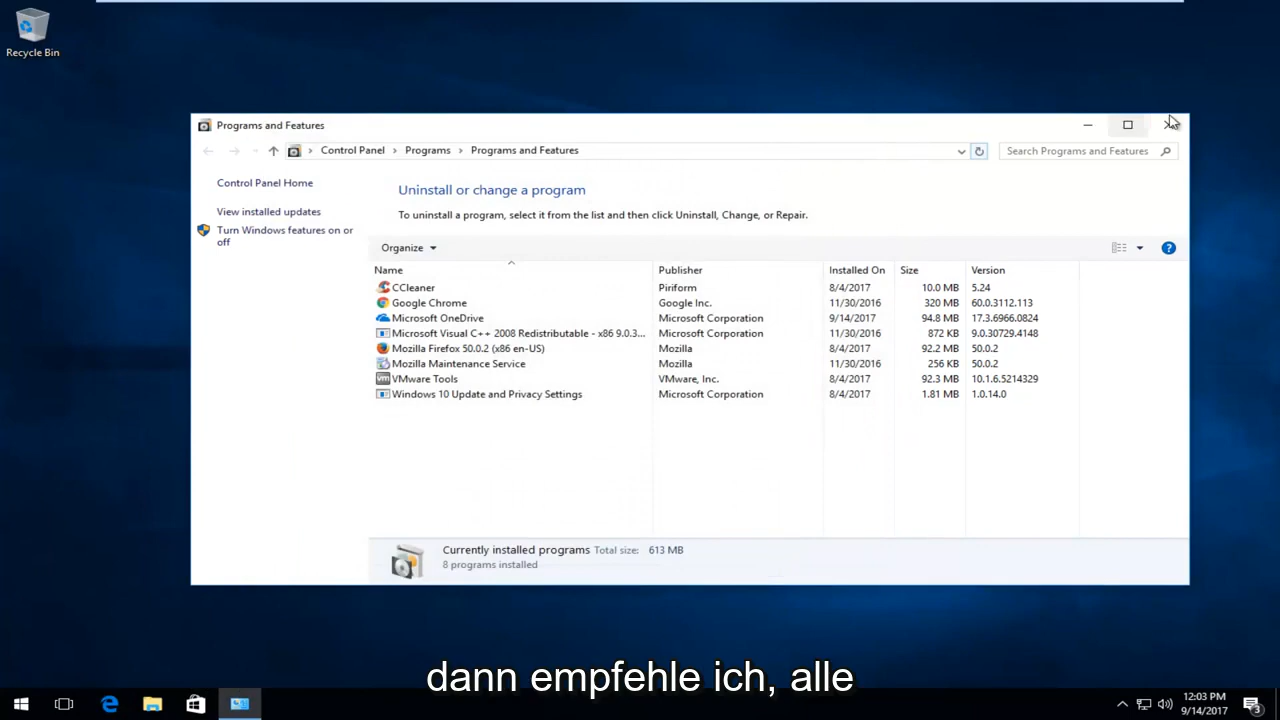 Recycle Bin
Programs and Features
Control Panel > Programs > Programs and Features
Search Programs and Features
Control Panel Home
View installed updates
Turn Windows features on or
off
Uninstall or change a program
To uninstall a program, select it from the list and then click Uninstall, Change, or Repair.
Organize
Name Publisher Installed On Size Version
CCleaner Piriform 8/4/2017 10.0 MB 5.24
Google Chrome Google Inc. 11/30/2016 320 MB 60.0.3112.113
Microsoft OneDrive Microsoft Corporation 9/14/2017 94.8 MB 17.3.6966.0824
Microsoft Visual C++ 2008 Redistributable - x86 9.0.3... Microsoft Corporation 11/30/2016 872 KB 9.0.30729.4148
Mozilla Firefox 50.0.2 (x86 en-US) Mozilla 8/4/2017 92.2 MB 50.0.2
Mozilla Maintenance Service Mozilla 11/30/2016 256 KB 50.0.2
VMware Tools VMware, Inc. 8/4/2017 92.3 MB 10.1.6.5214329
Windows 10 Update and Privacy Settings Microsoft Corporation 8/4/2017 1.81 MB 1.0.14.0
Currently installed programs Total size: 613 MB
8 programs installed
dann empfehle ich, alle
12:03 PM
9/14/2017
3